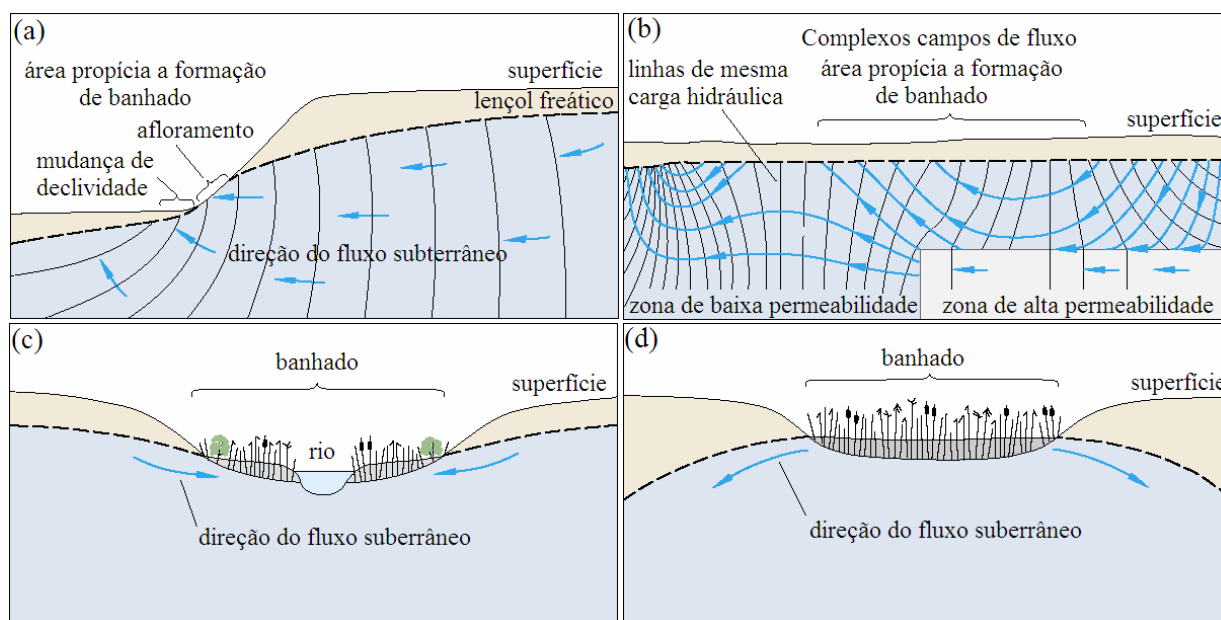 (a)
área propícia a formação
de banhado
superfície
lençol freático
afloramento
mudança de
declividade
direção do fluxo subterrâneo
(b)
Complexos campos de fluxo
linhas de mesma
carga hidráulica
área propícia a formação
de banhado
superfície
zona de baixa permeabilidade
zona de alta permeabilidade
(c)
banhado
superfície
rio
direção do fluxo suberrâneo
(d)
banhado
superfície
direção do fluxo suberrâneo